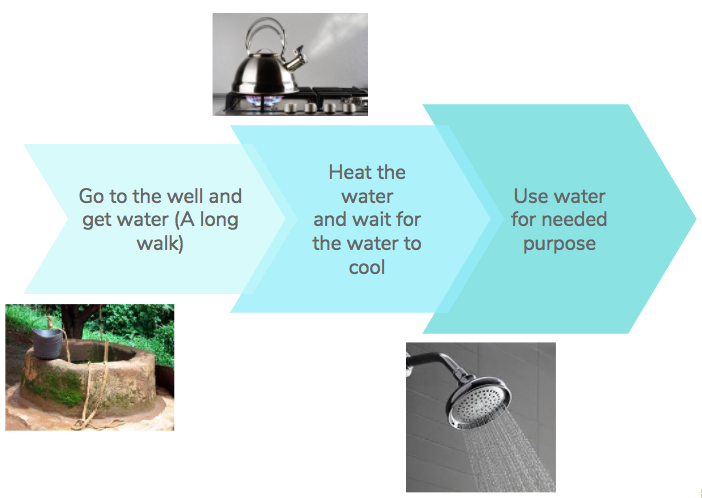 Go to the well and
get water (A long
walk)
Heat the
water
and wait for
the water to
cool
Use water
for needed
purpose